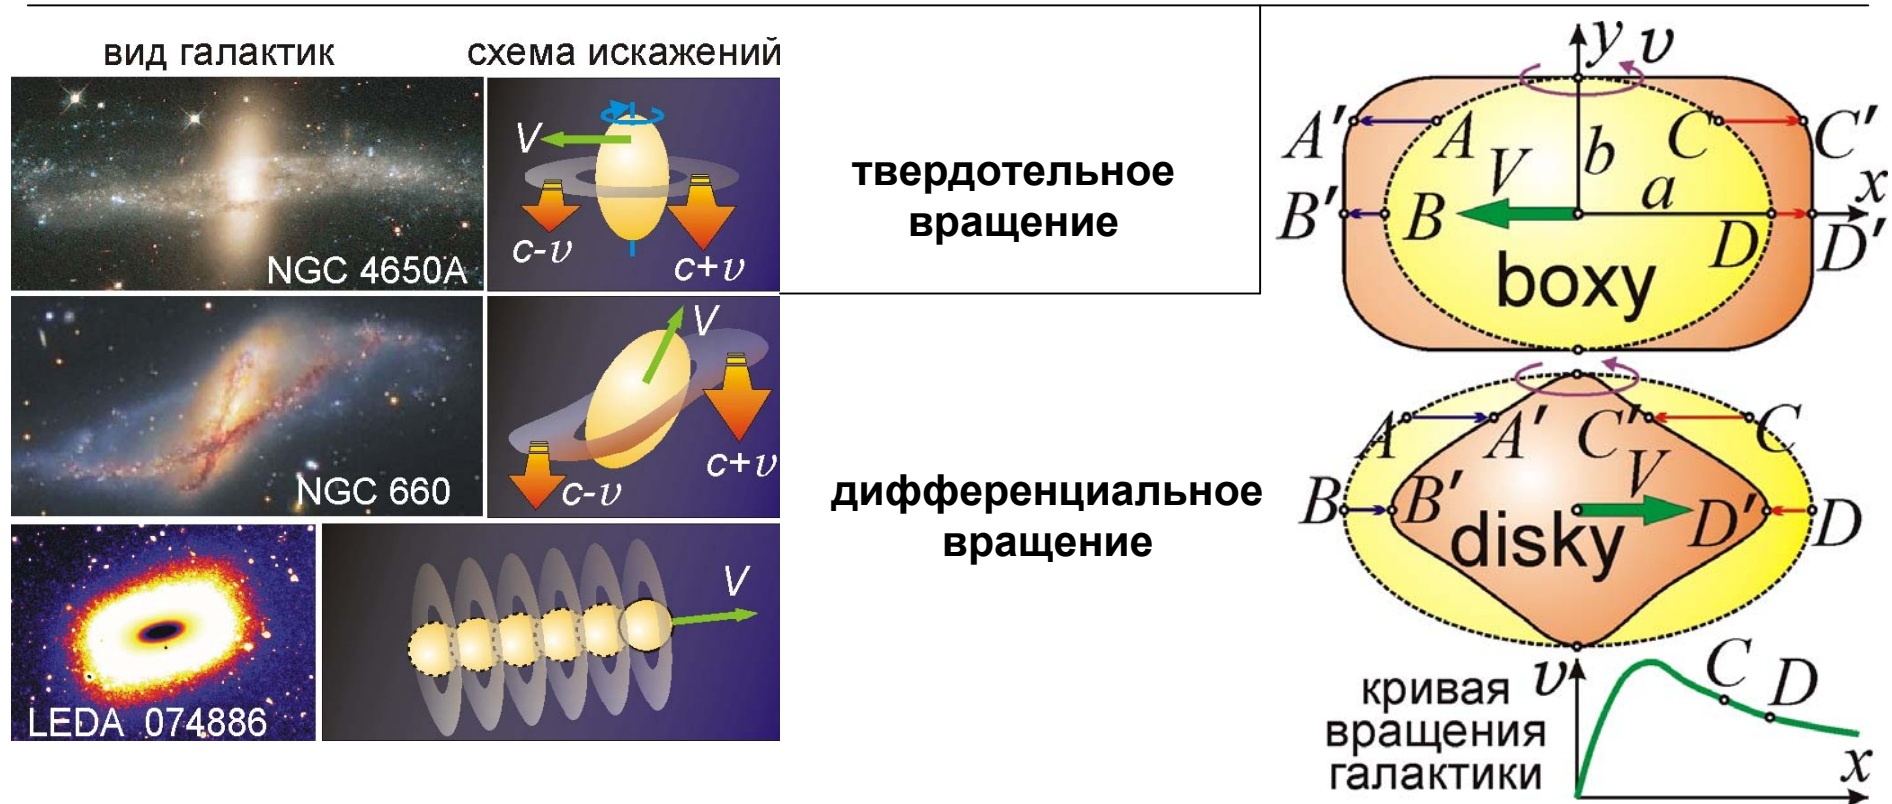 вид галактик
схема искажений
NGC 4650A
V
c-υ
c+υ
NGC 660
V
c-υ
c+υ
LEDA 074886
V
твердотельное
вращение
дифференциальное
вращение
y υ
A' A C C'
V b
a x
B' B D D'
boxy
A A' C' C
V
B B' D' D
disky
υ C D
кривая
вращения
галактики
x